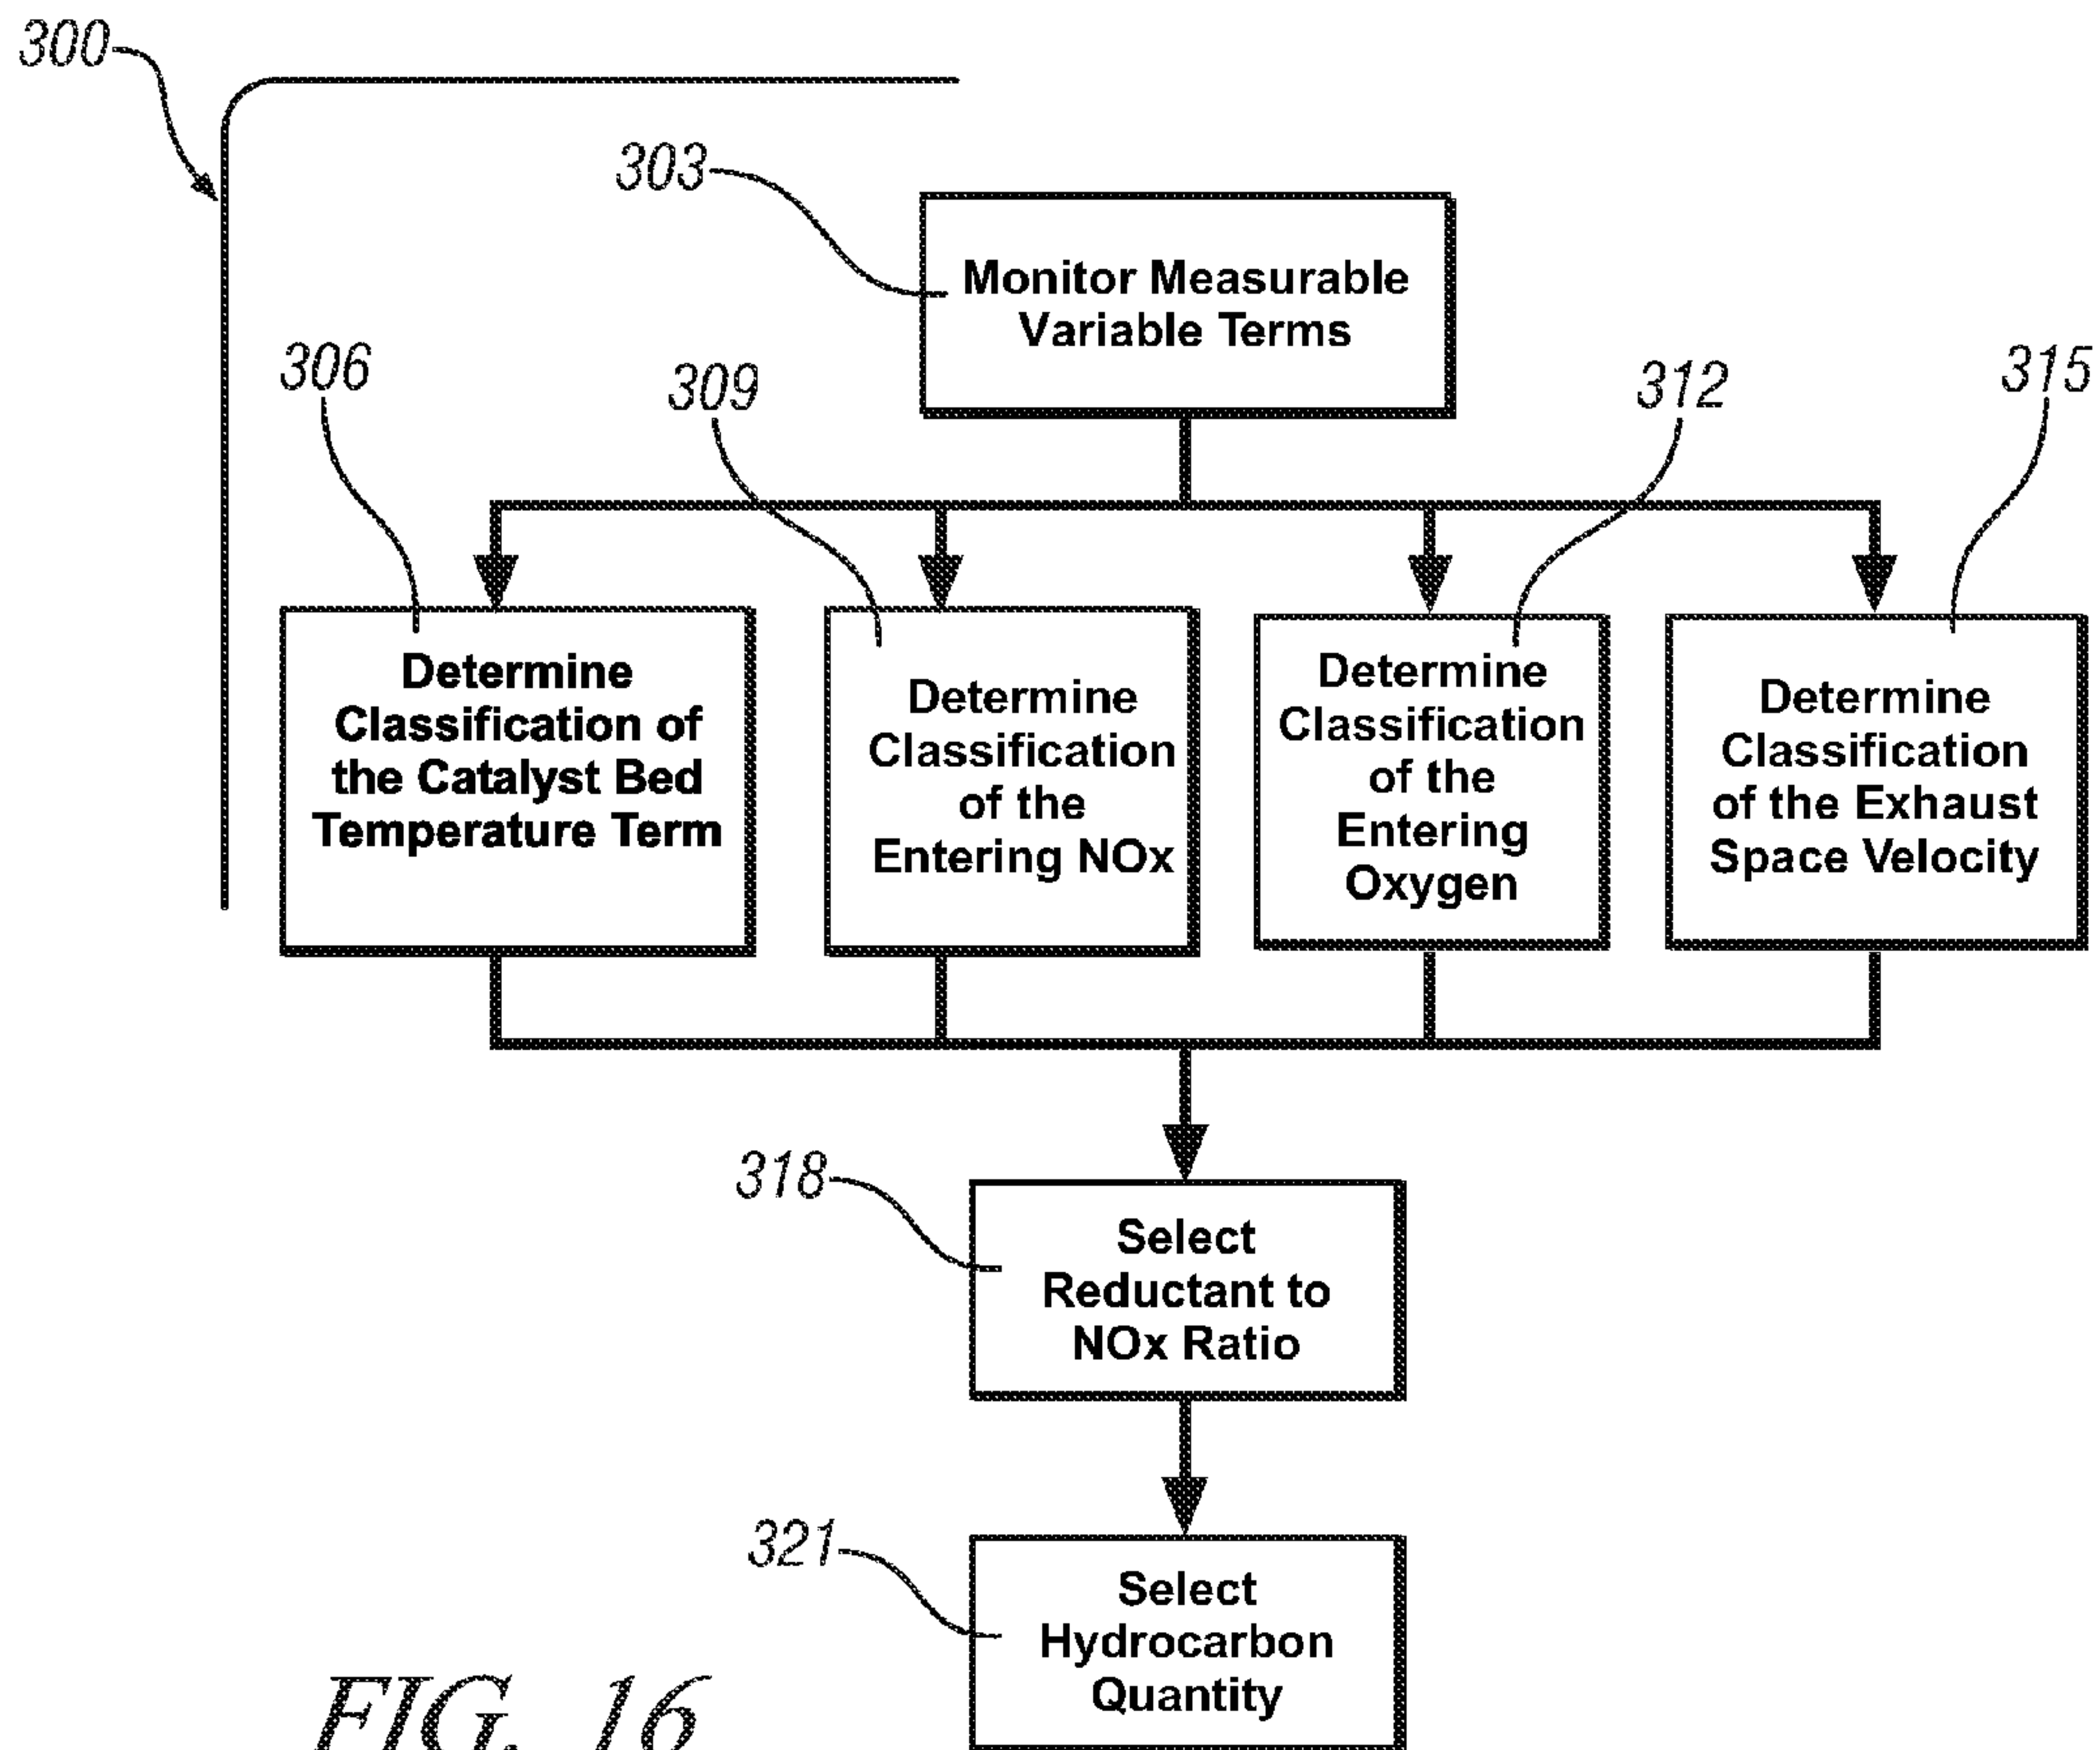 300
303
Monitor Measurable
Variable Terms
306
309
312
315
Determine
Classification of
the Catalyst Bed
Temperature Term
Determine
Classification
of the
Entering NOx
Determine
Classification
of the
Entering
Oxygen
Determine
Classification
of the Exhaust
Space Velocity
318
Select
Reductant to
NOx Ratio
321
Select
Hydrocarbon
Quantity
FIG. 16